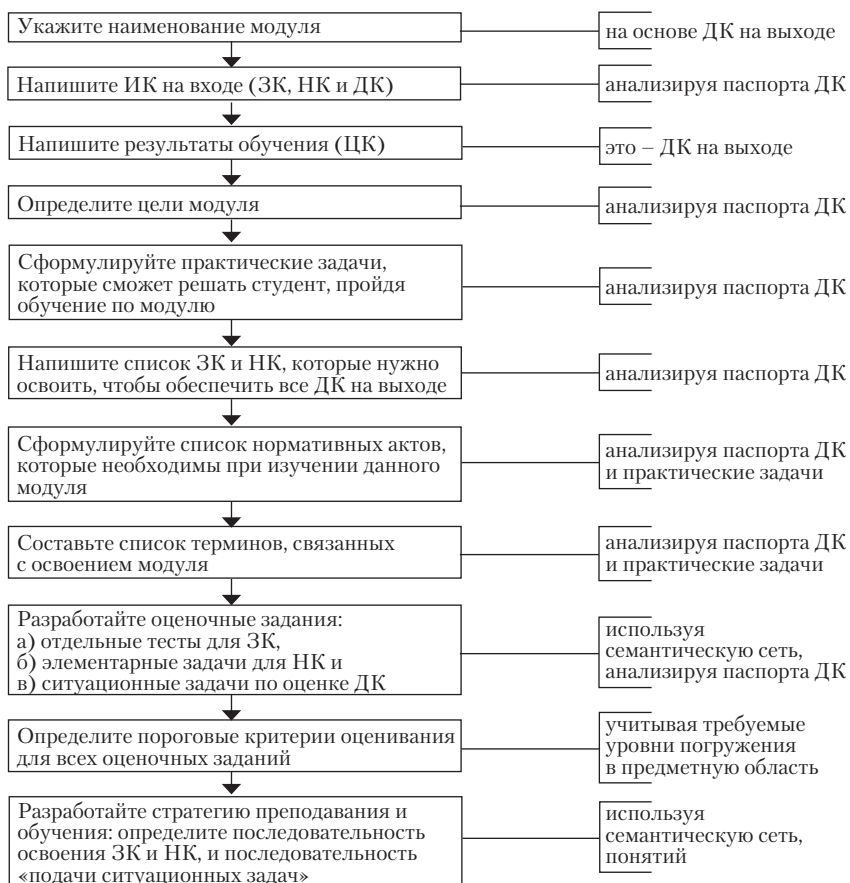 Укажите наименование модуля
на основе ДК на выходе
Напишите ИК на входе (ЗК, НК и ДК)
анализируя паспорта ДК
Напишите результаты обучения (ЦК)
это – ДК на выходе
Определите цели модуля
анализируя паспорта ДК
Сформулируйте практические задачи,
которые сможет решать студент, пройдя
обучение по модулю
анализируя паспорта ДК
Напишите список ЗК и НК, которые нужно
освоить, чтобы обеспечить все ДК на выходе
анализируя паспорта ДК
Сформулируйте список нормативных актов,
которые необходимы при изучении данного
модуля
анализируя паспорта ДК
и практические задачи
Составьте список терминов, связанных
с освоением модуля
анализируя паспорта ДК
и практические задачи
Разработайте оценочные задания:
а) отдельные тесты для ЗК,
б) элементарные задачи для НК и
в) ситуационные задачи по оценке ДК
используя
семантическую сеть,
анализируя паспорта ДК
Определите пороговые критерии оценивания
для всех оценочных заданий
учитывая требуемые
уровни погружения
в предметную область
Разработайте стратегию преподавания и
обучения: определите последовательность
освоения ЗК и НК, и последовательность
«подачи ситуационных задач»
используя
семантическую сеть,
понятий